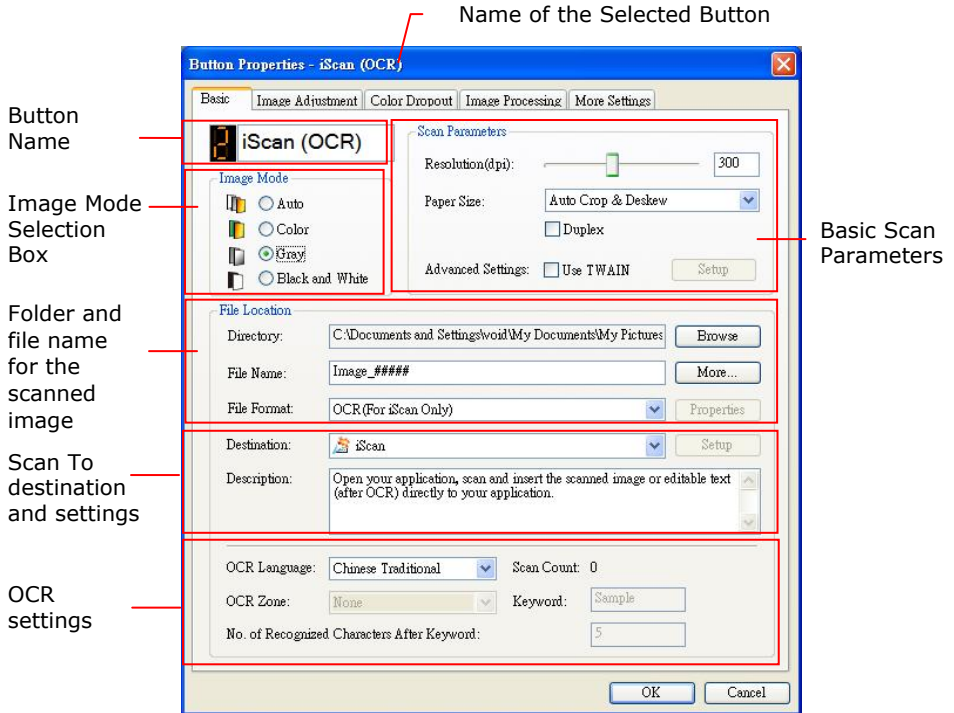 Name of the Selected Button
Button Properties - iScan (OCR)
Basic Image Adjustment Color Dropout Image Processing More Settings
Button
Name
2 iScan (OCR)
Image Mode
Selection
Box
Image Mode
Auto
Color
Gray
Black and White
Scan Parameters
Resolution(dpi): 300
Paper Size: Auto Crop & Deskew
Duplex
Advanced Settings: Use TWAIN Setup
Basic Scan
Parameters
Folder and
file name
for the
scanned
image
File Location
Directory: C:\Documents and Settings\void\My Documents\My Pictures Browse
File Name: Image_##### More...
File Format: OCR(For iScan Only) Properties
Scan To
destination
and settings
Destination: iScan Setup
Description: Open your application, scan and insert the scanned image or editable text
(after OCR) directly to your application.
OCR
settings
OCR Language: Chinese Traditional Scan Count: 0
OCR Zone: None Keyword: Sample
No. of Recognized Characters After Keyword: 5
OK Cancel